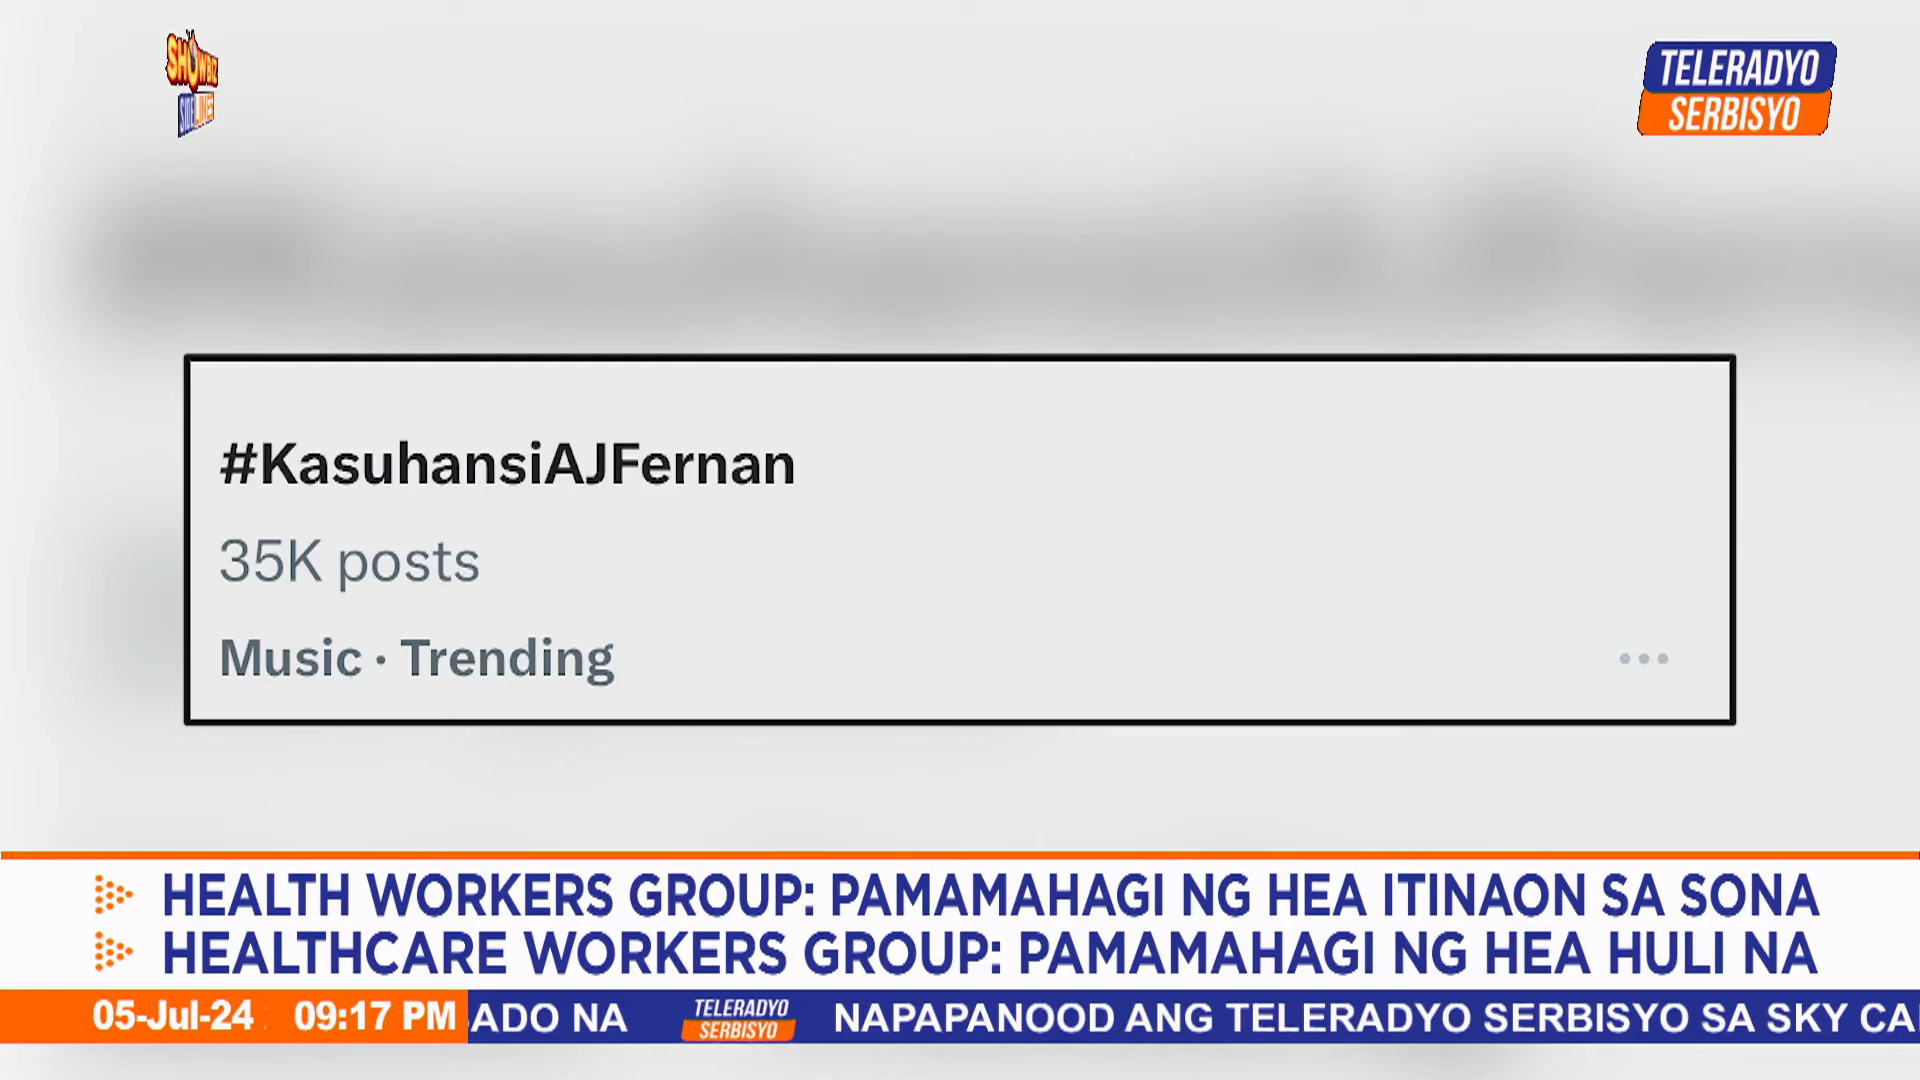 SHOWBIZ
SIDELINES
TELERADYO
SERBISYO
#KasuhansiAJFernan
35K posts
Music · Trending
HEALTH WORKERS GROUP: PAMAMAHAGI NG HEA ITINAON SA SONA
HEALTHCARE WORKERS GROUP: PAMAMAHAGI NG HEA HULI NA
05-Jul-24 09:17 PM ADO NA TELERADYO SERBISYO NAPAPANOOD ANG TELERADYO SERBISYO SA SKY CA